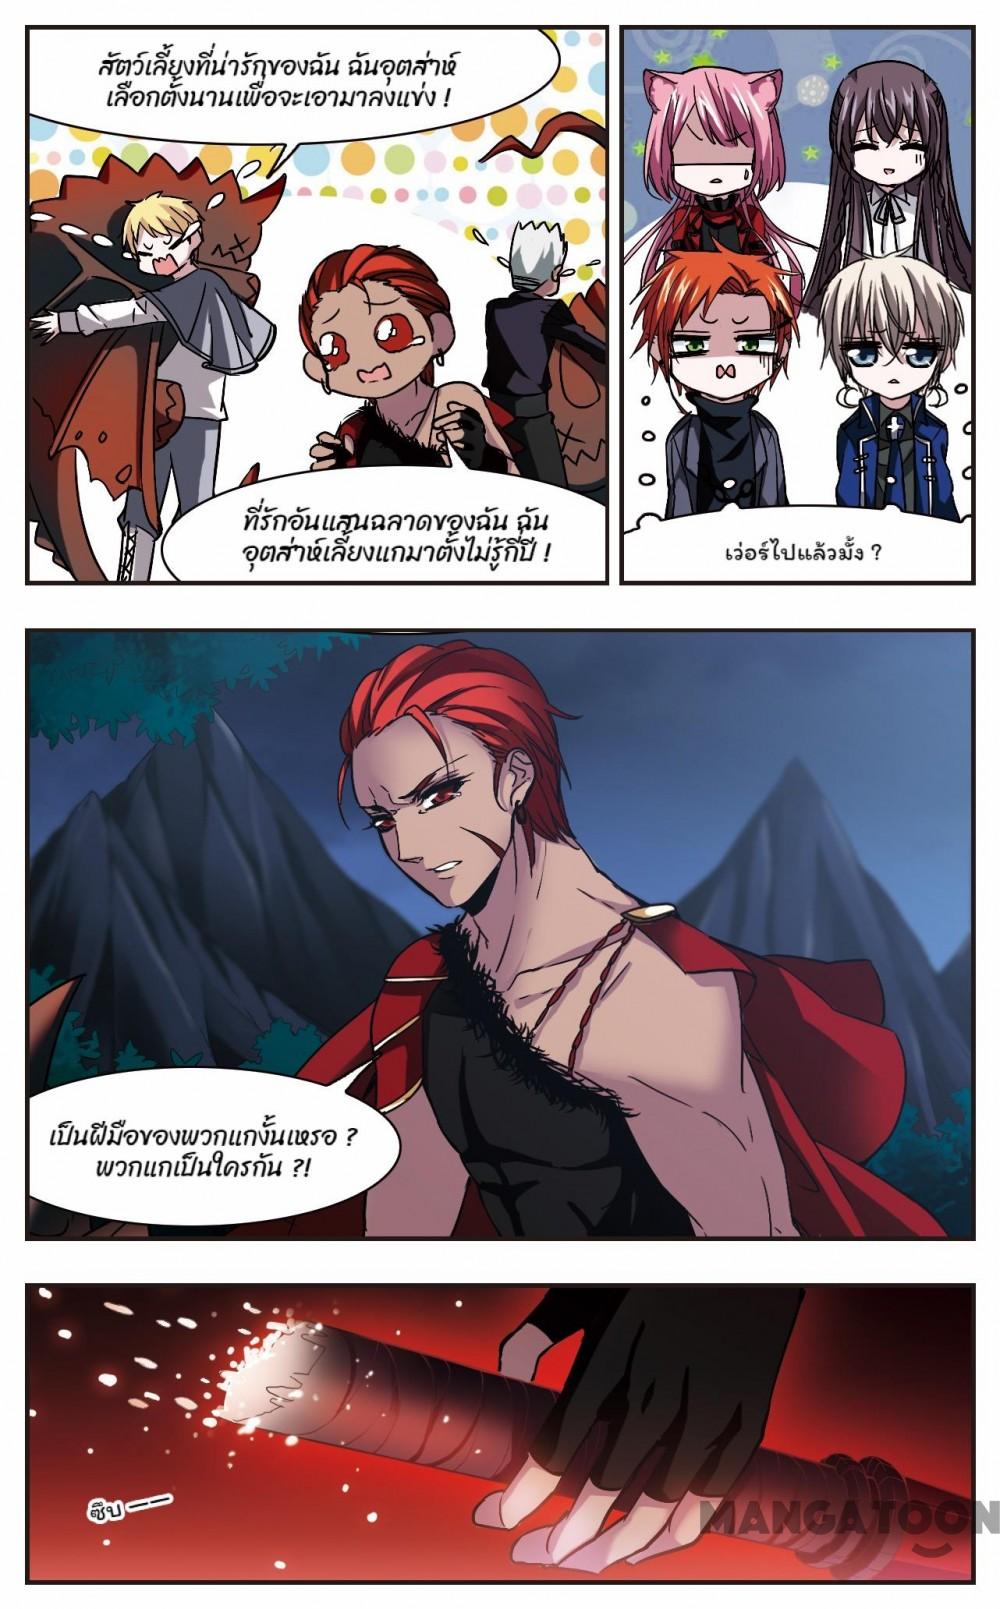 สัตว์เลี้ยงที่น่ารักของฉัน ฉันอุตส่าห์
เลือกตั้งนานเพื่อจะเอามาลงแข่ง !
ที่รักอันแสนฉลาดของฉัน ฉัน
อุตส่าห์เลี้ยงแกมาตั้งไม่รู้กี่ปี !
เว่อร์ไปแล้วมั้ง ?
เป็นฝีมือของพวกแกงั้นเหรอ ?
พวกแกเป็นใครกัน ?!
ซึบ ——
MANGATOON